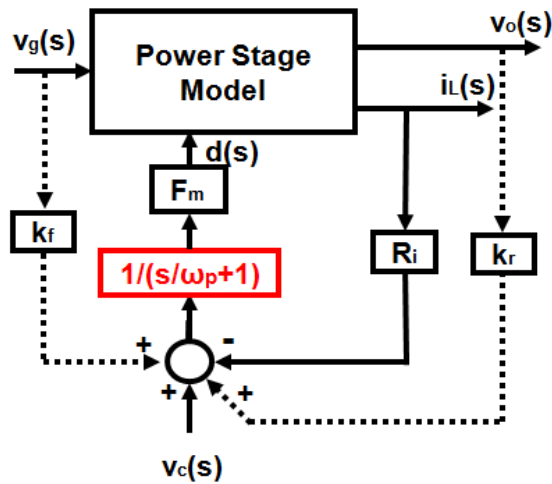 vg(s)
Power Stage
Model
vo(s)
iL(s)
d(s)
Fm
kf
Ri
kr
1/(s/ωp+1)
+
-
+
+
vc(s)